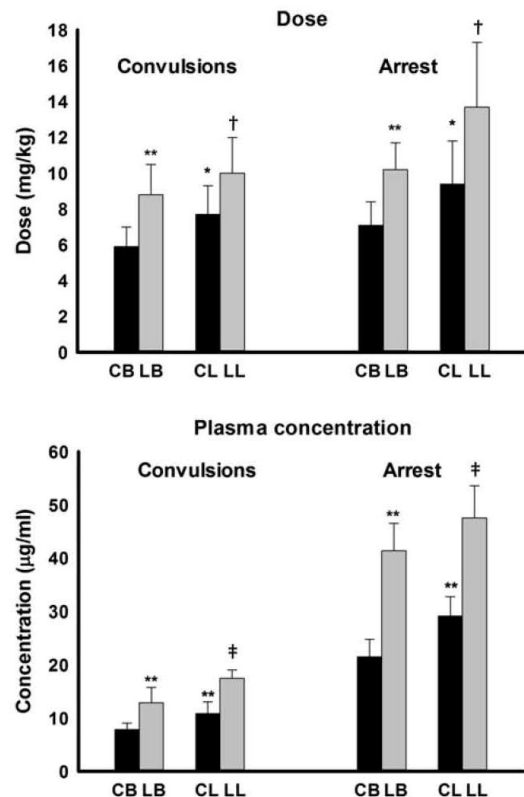 Dose
Convulsions Arrest
Dose (mg/kg)
18
16
14
12
10
8
6
4
2
0
** * † ** * †
CB LB CL LL CB LB CL LL
Plasma concentration
Convulsions Arrest
Concentration (µg/ml)
60
50
40
30
20
10
0
** ** ‡ ** ** ‡
CB LB CL LL CB LB CL LL